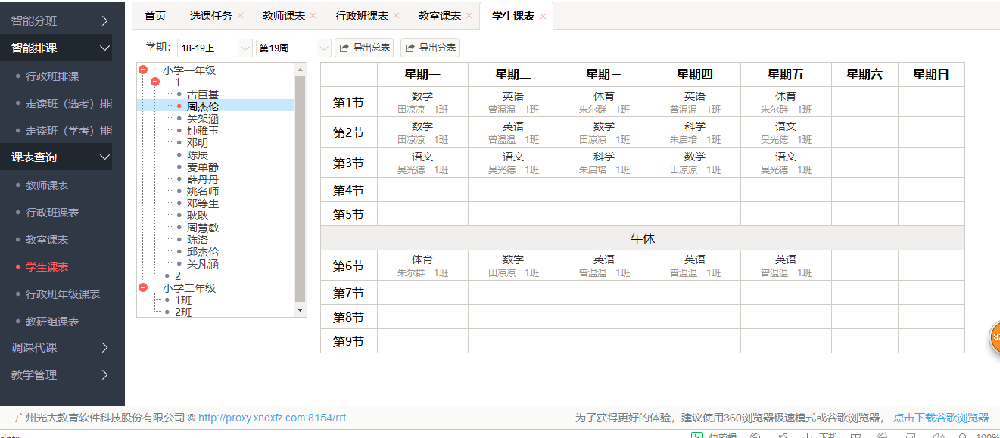 智能分班
智能排课
行政班排课
走读班（选考）排
走读班（学考）排
课表查询
教师课表
行政班课表
教室课表
学生课表
行政班年级课表
教研组课表
调课代课
教学管理
首页 选课任务 教师课表 行政班课表 教室课表 学生课表
学期: 18-19上 第19周 导出总表 导出分表
小学一年级
1
古巨基
周杰伦
关架涵
钟雅玉
邓明
陈辰
麦单静
薛丹丹
姚名师
邓等生
耿耿
周慧敏
陈洛
邱杰伦
关凡涵
2
小学二年级
1班
2班
星期一 星期二 星期三 星期四 星期五 星期六 星期日
第1节 数学 英语 体育 英语 体育
田凉凉 1班 曾温温 1班 朱尔群 1班 曾温温 1班 朱尔群 1班
第2节 数学 英语 数学 科学 语文
田凉凉 1班 曾温温 1班 田凉凉 1班 朱启培 1班 吴光德 1班
第3节 语文 语文 科学 数学 语文
吴光德 1班 吴光德 1班 朱启培 1班 田凉凉 1班 吴光德 1班
第4节
第5节
午休
第6节 体育 数学 英语 英语 英语
朱尔群 1班 田凉凉 1班 曾温温 1班 曾温温 1班 曾温温 1班
第7节
第8节
第9节
广州光大教育软件科技股份有限公司 © http://proxy.xndxfz.com:8154/rrt
为了获得更好的体验，建议使用360浏览器极速模式或谷歌浏览器， 点击下载谷歌浏览器
下载 100%